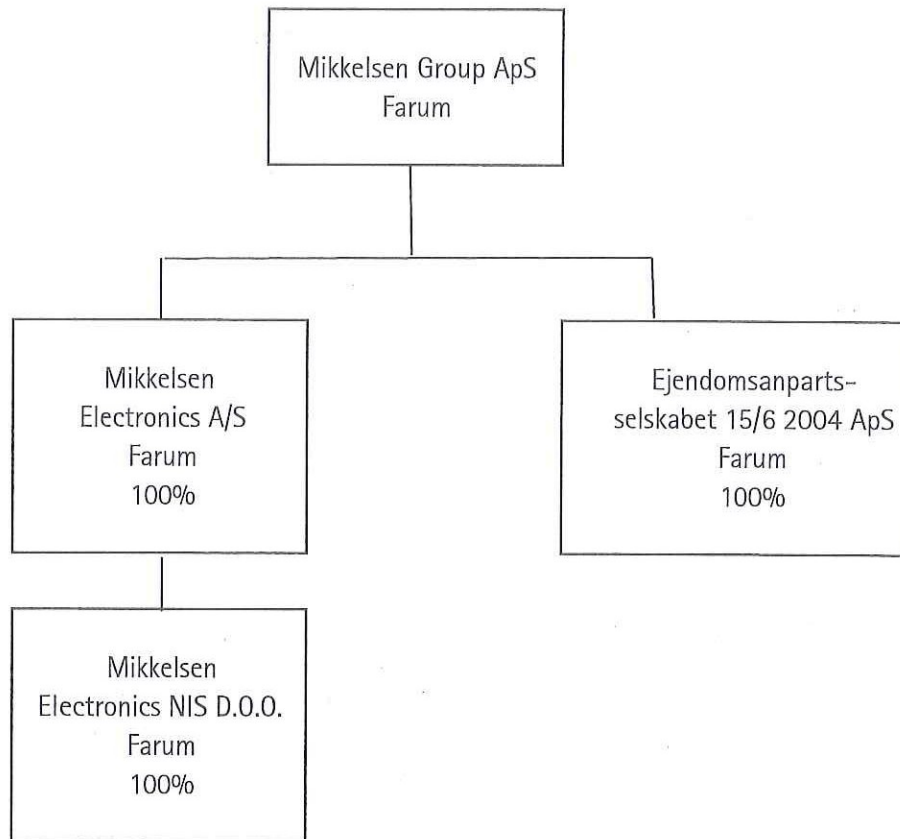 Mikkelsen Group ApS
Farum
Mikkelsen
Electronics A/S
Farum
100%
Ejendomsanparts-
selskabet 15/6 2004 ApS
Farum
100%
Mikkelsen
Electronics NIS D.O.O.
Farum
100%